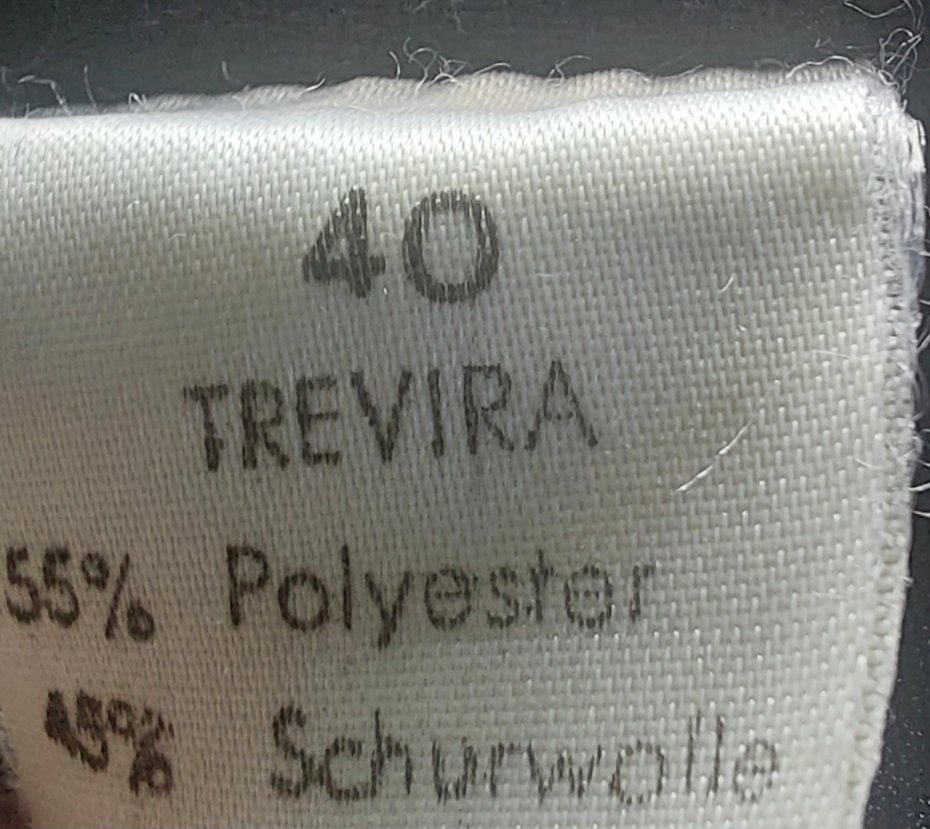 40
TREVIRA
55% Polyester
45% Schurwolle